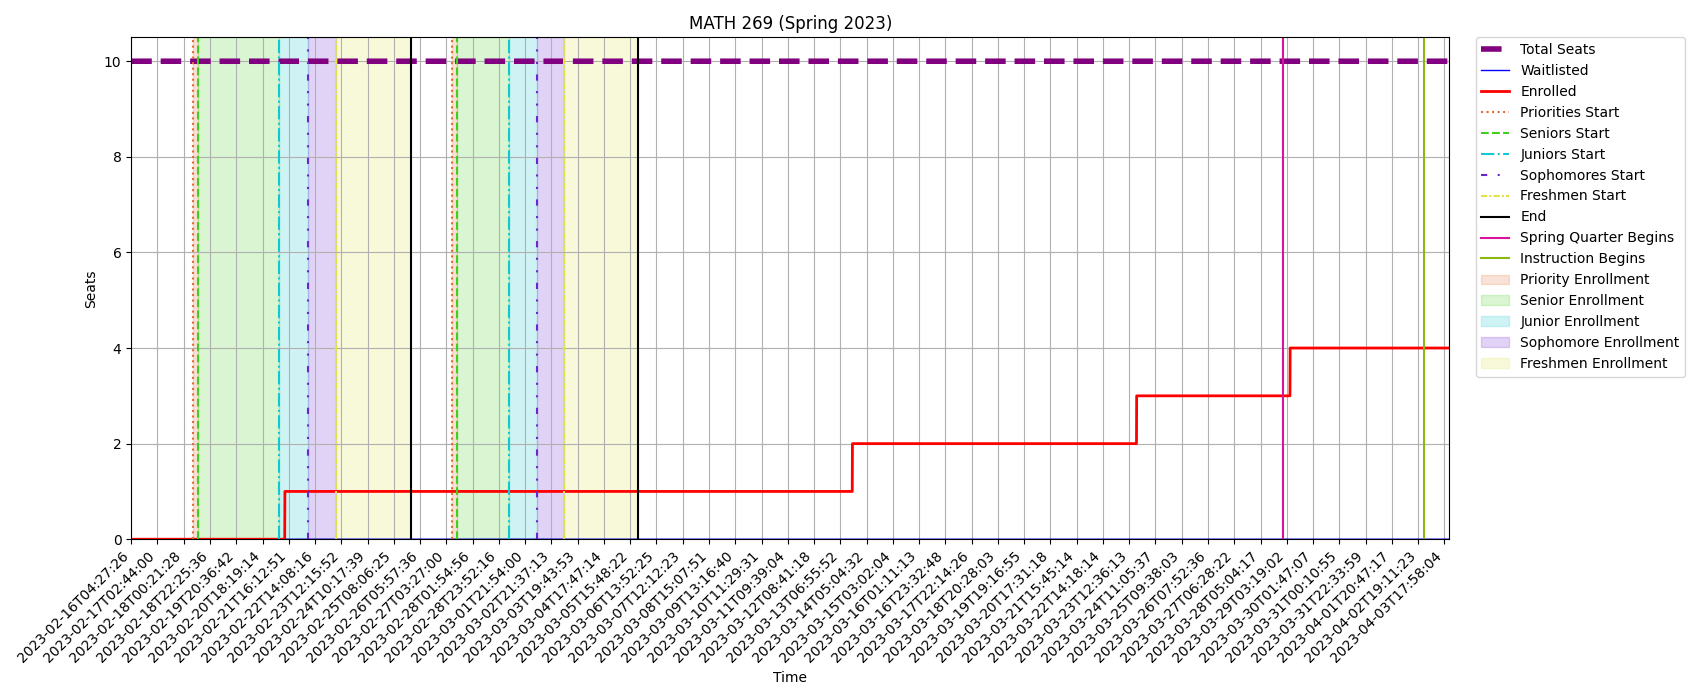 MATH 269 (Spring 2023)
Seats
10
8
6
4
2
0
2023-02-16T04:27:26
2023-02-17T02:44:00
2023-02-18T00:21:28
2023-02-18T22:25:36
2023-02-19T20:36:42
2023-02-20T18:19:14
2023-02-21T16:12:51
2023-02-22T14:08:16
2023-02-23T12:15:52
2023-02-24T10:17:39
2023-02-25T08:06:25
2023-02-26T05:57:36
2023-02-27T03:27:00
2023-02-28T01:54:56
2023-02-28T23:52:16
2023-03-01T21:54:00
2023-03-02T21:37:13
2023-03-03T19:43:53
2023-03-04T17:47:14
2023-03-05T15:48:22
2023-03-06T13:52:25
2023-03-07T12:12:23
2023-03-08T15:07:51
2023-03-09T13:16:40
2023-03-10T11:29:31
2023-03-11T09:39:04
2023-03-12T08:41:18
2023-03-13T06:55:52
2023-03-14T05:04:32
2023-03-15T03:02:04
2023-03-16T01:11:13
2023-03-16T23:32:48
2023-03-17T22:14:26
2023-03-18T20:28:03
2023-03-19T19:16:55
2023-03-20T17:31:18
2023-03-21T15:45:14
2023-03-22T14:18:14
2023-03-23T12:36:13
2023-03-24T11:05:37
2023-03-25T09:38:03
2023-03-26T07:52:36
2023-03-27T06:28:22
2023-03-28T05:04:17
2023-03-29T03:19:02
2023-03-30T01:47:07
2023-03-31T00:10:55
2023-03-31T22:33:59
2023-04-01T20:47:17
2023-04-02T19:11:23
2023-04-03T17:58:04
Time
Total Seats
Waitlisted
Enrolled
Priorities Start
Seniors Start
Juniors Start
Sophomores Start
Freshmen Start
End
Spring Quarter Begins
Instruction Begins
Priority Enrollment
Senior Enrollment
Junior Enrollment
Sophomore Enrollment
Freshmen Enrollment